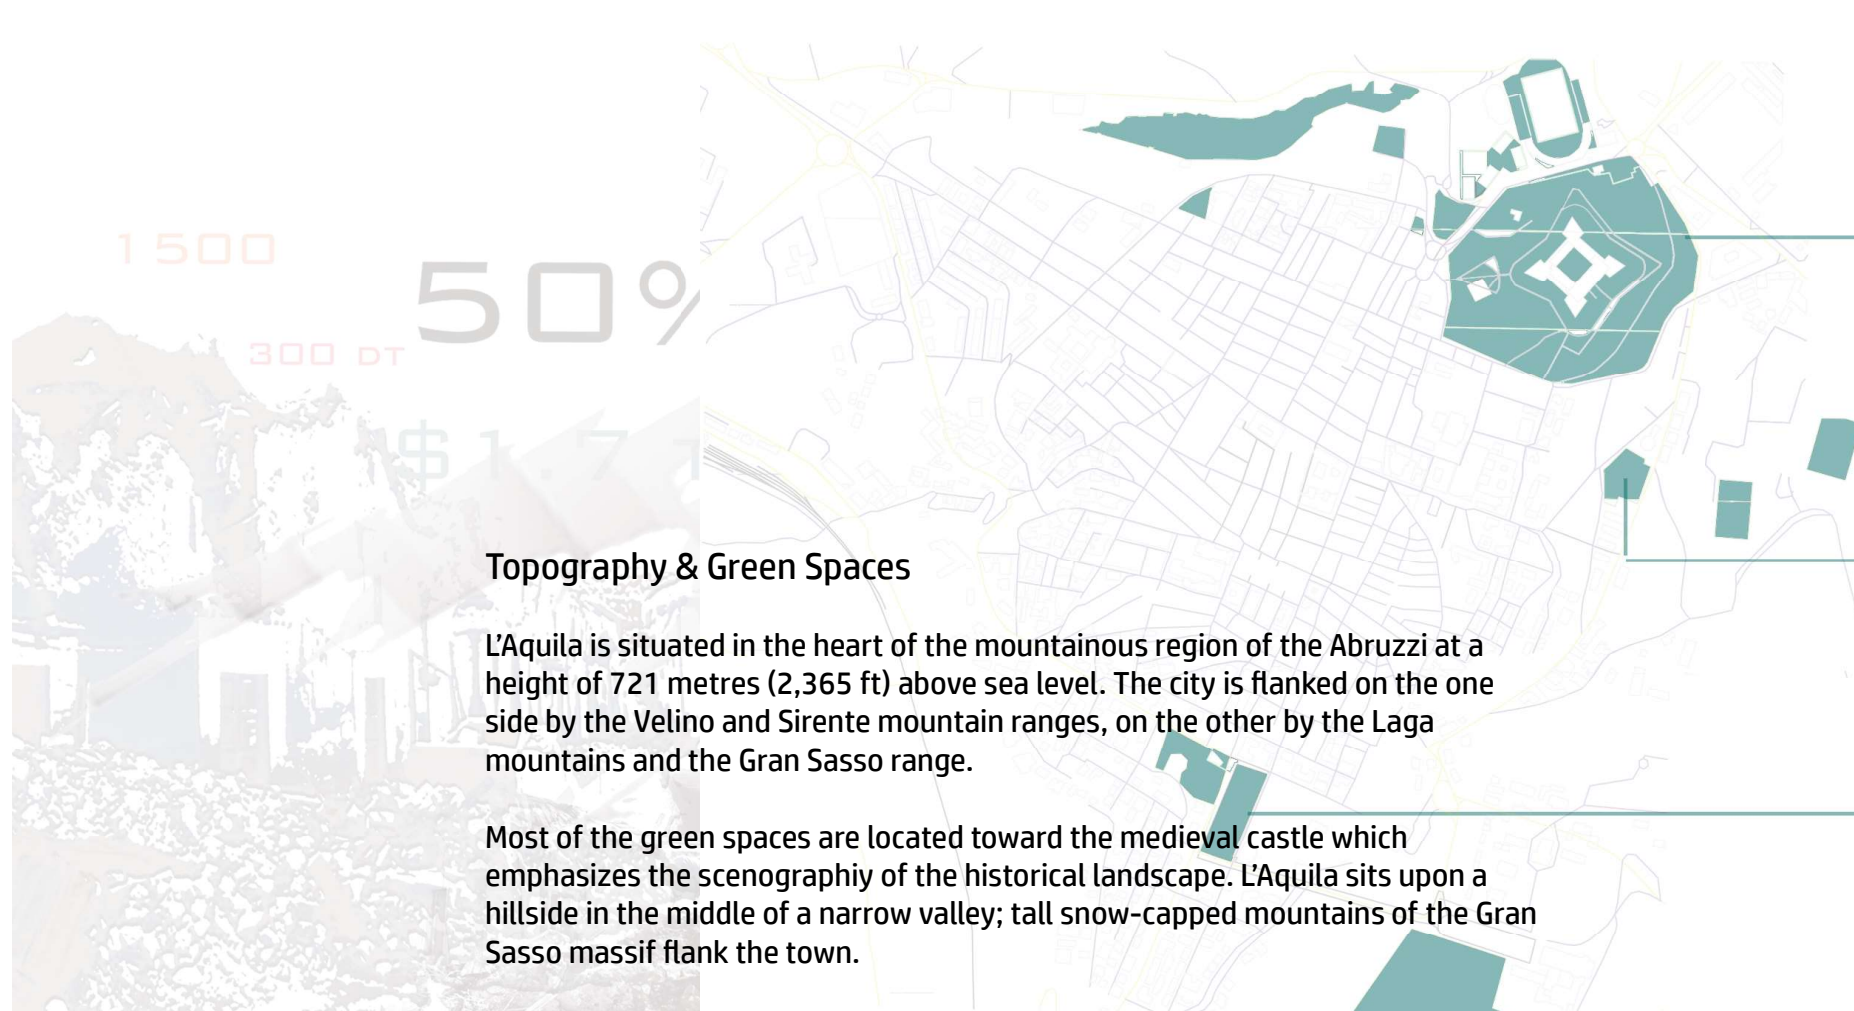 1500
50%
300 DT
$1.7
Topography & Green Spaces
L’Aquila is situated in the heart of the mountainous region of the Abruzzi at a
height of 721 metres (2,365 ft) above sea level. The city is flanked on the one
side by the Velino and Sirente mountain ranges, on the other by the Laga
mountains and the Gran Sasso range.
Most of the green spaces are located toward the medieval castle which
emphasizes the scenographiy of the historical landscape. L’Aquila sits upon a
hillside in the middle of a narrow valley; tall snow-capped mountains of the Gran
Sasso massif flank the town.